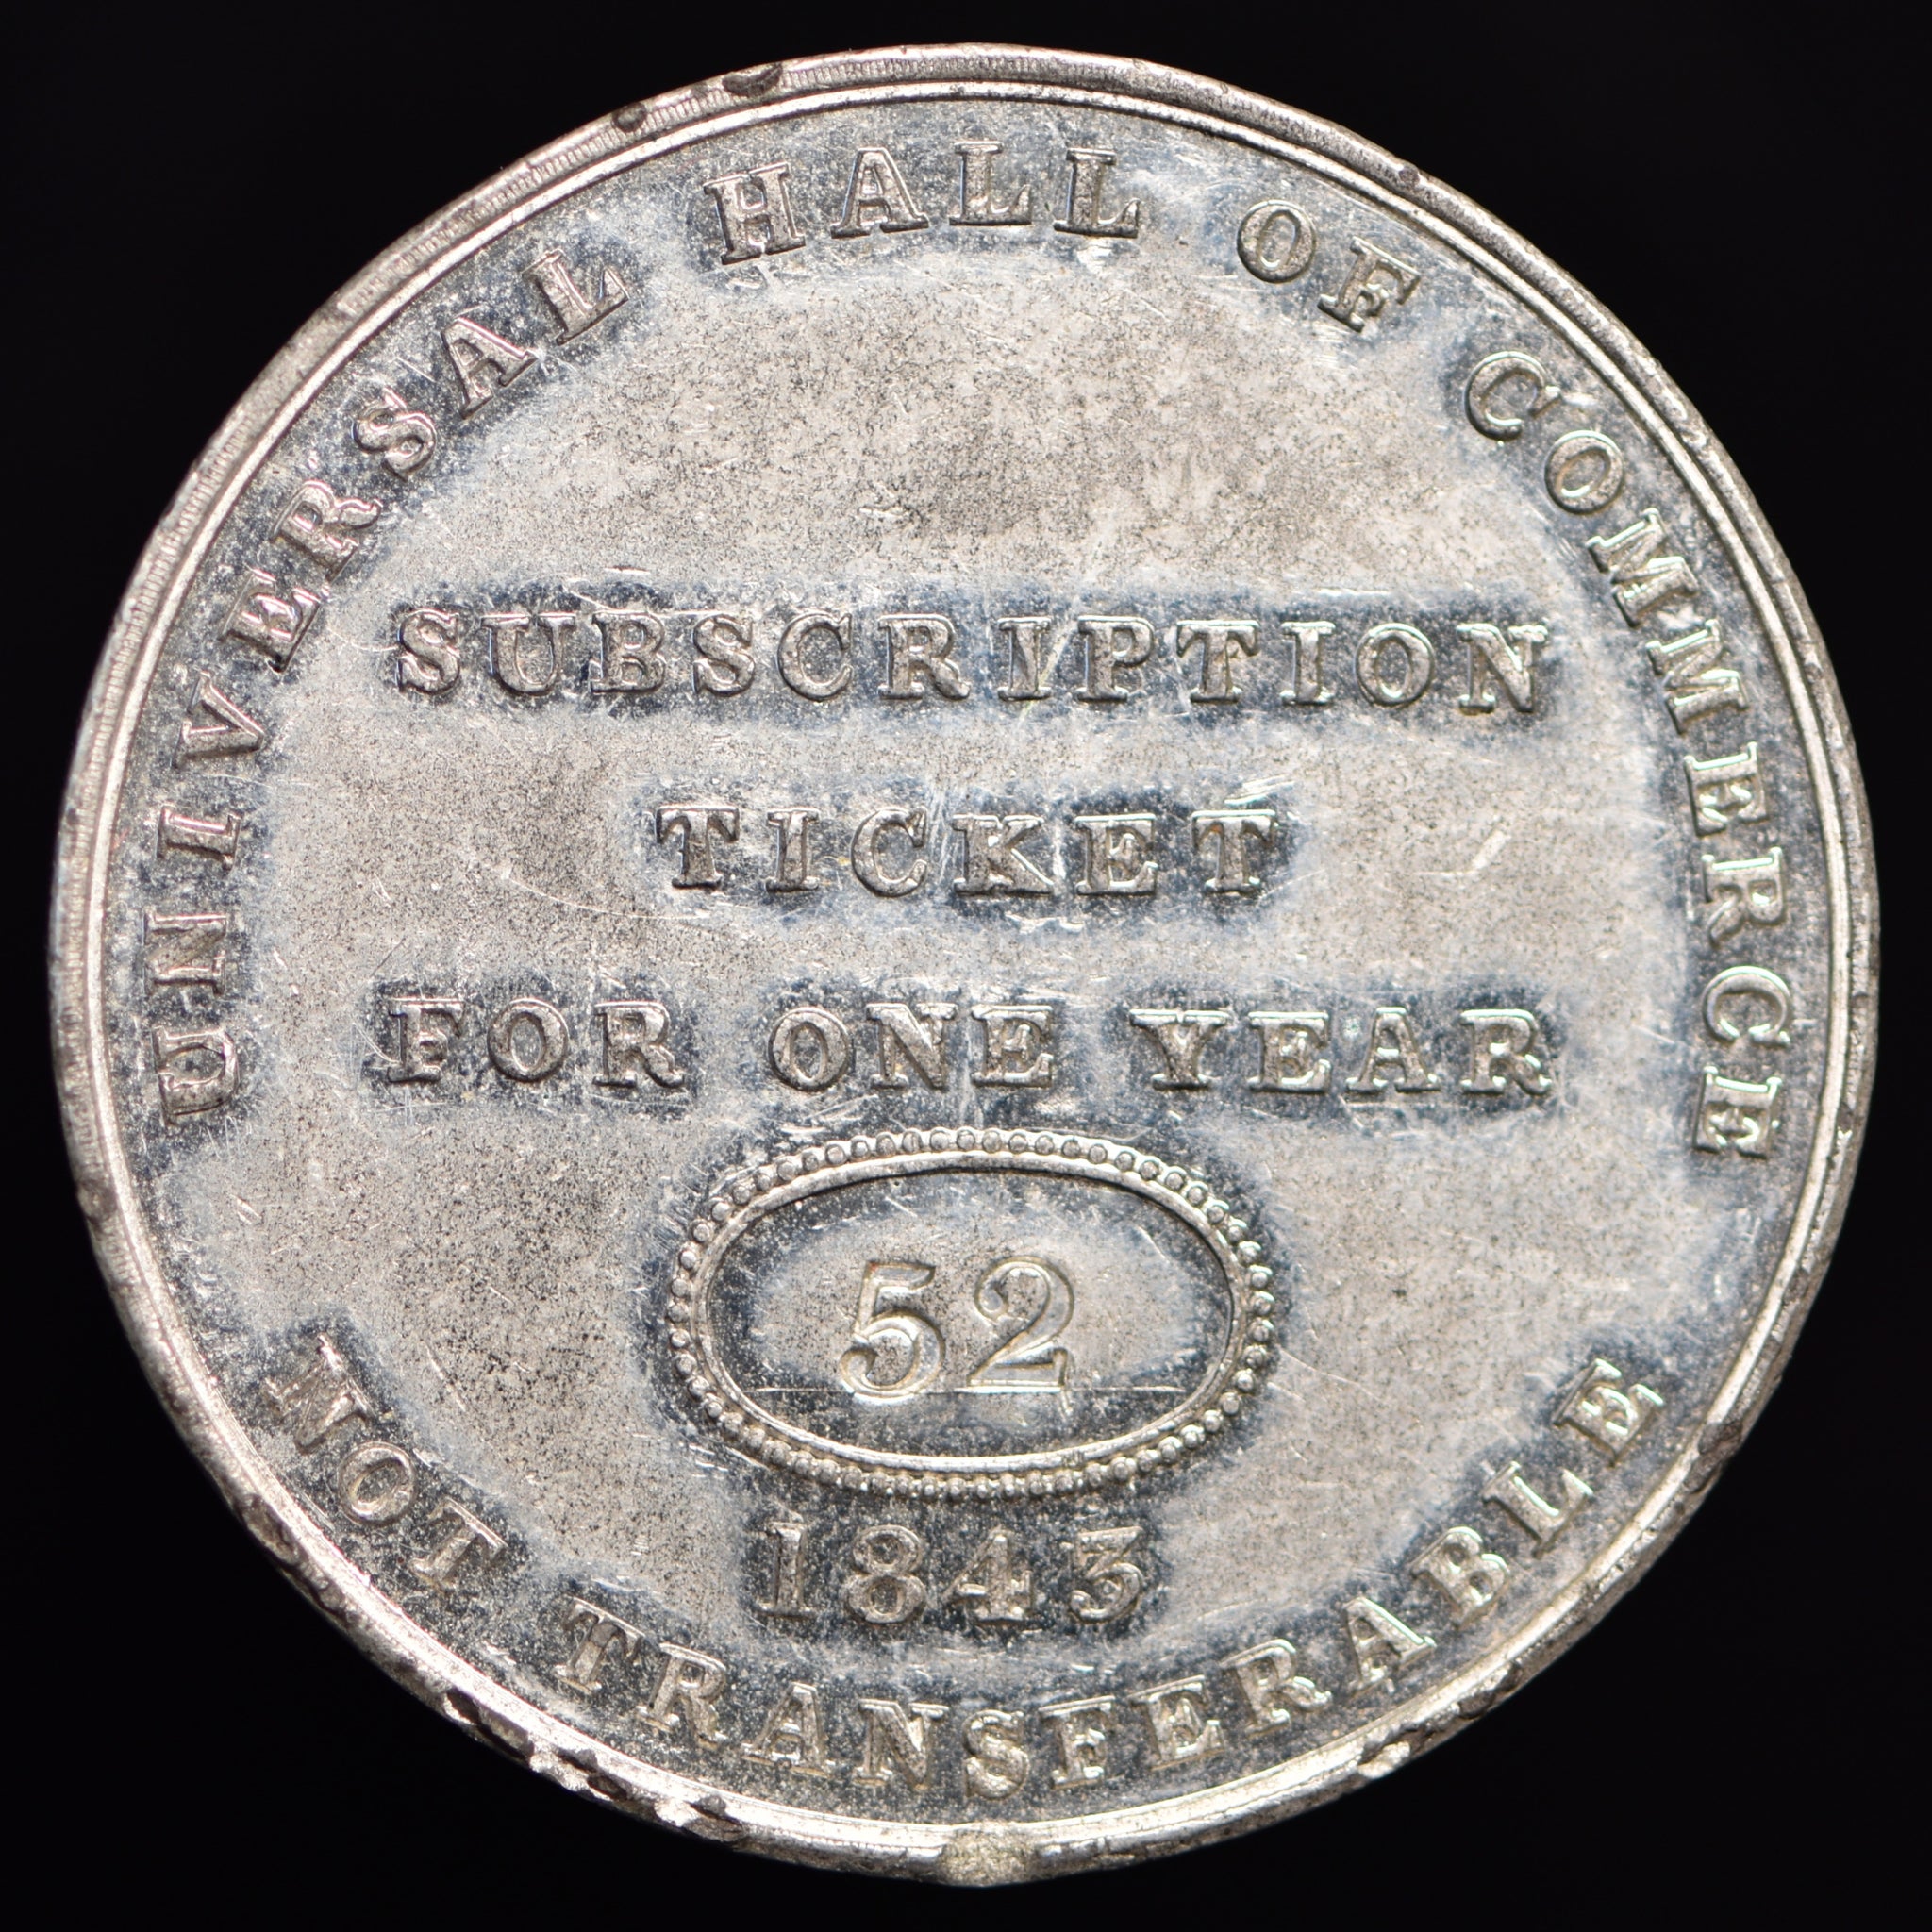 UNIVERSAL HALL OF COMMERCE
SUBSCRIPTION
TICKET
FOR ONE YEAR
52
1843
NOT TRANSFERABLE